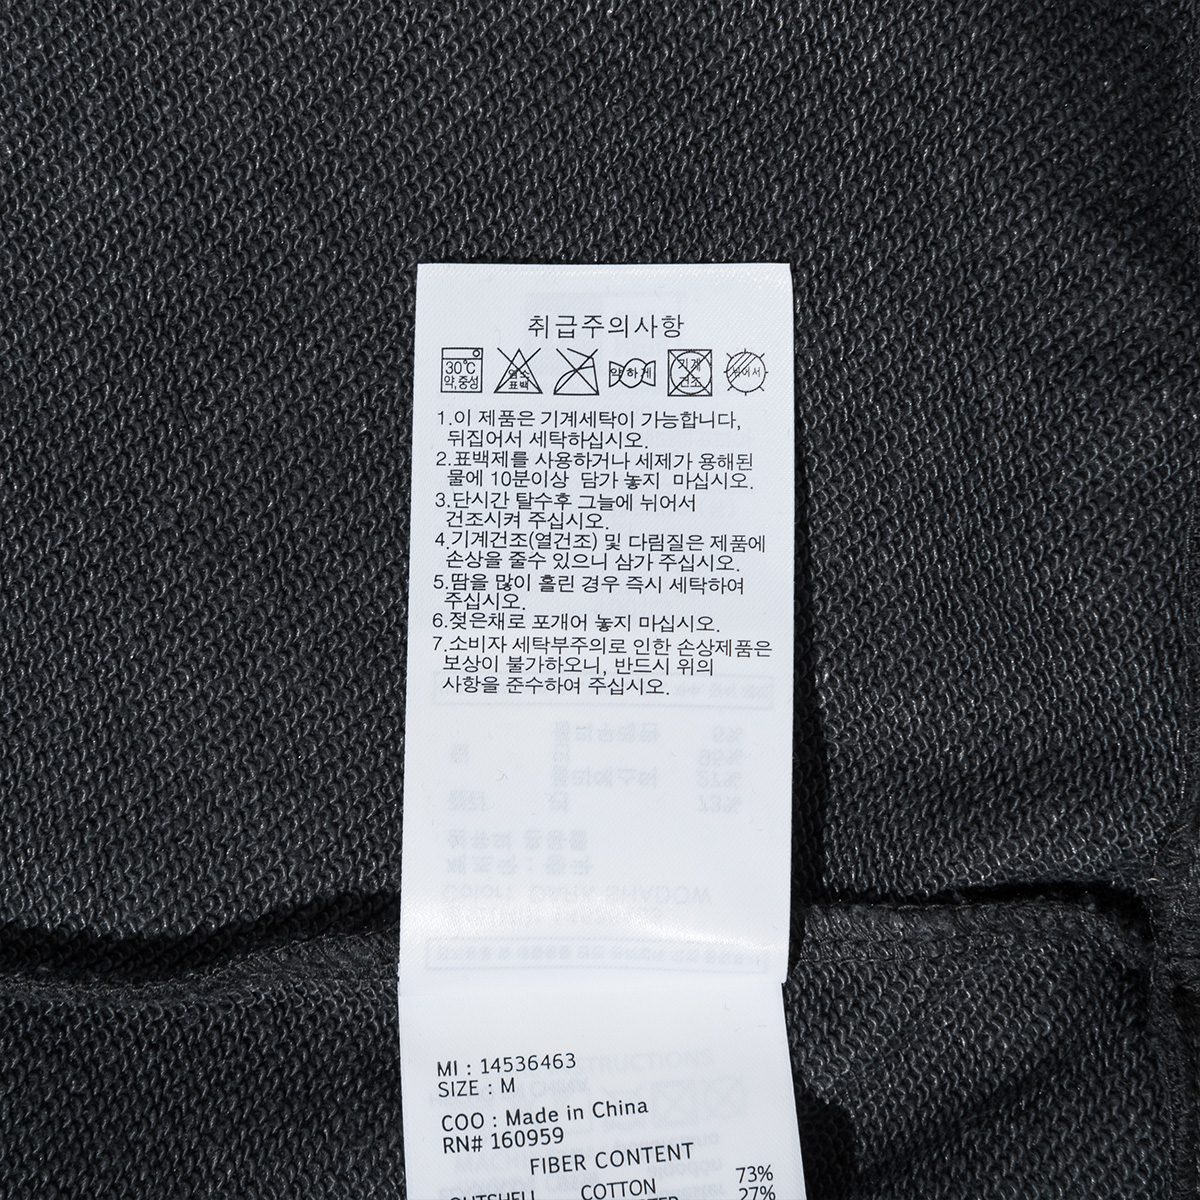 취급주의사항
30℃
약,중성
염소
표백
약하게
기계
건조
뉘어서
1.이 제품은 기계세탁이 가능합니다,
뒤집어서 세탁하십시오.
2.표백제를 사용하거나 세제가 용해된
물에 10분이상 담가 놓지 마십시오.
3.단시간 탈수후 그늘에 뉘어서
건조시켜 주십시오.
4.기계건조(열건조) 및 다림질은 제품에
손상을 줄수 있으니 삼가 주십시오.
5.땀을 많이 흘린 경우 즉시 세탁하여
주십시오.
6.젖은채로 포개어 놓지 마십시오.
7.소비자 세탁부주의로 인한 손상제품은
보상이 불가하오니, 반드시 위의
사항을 준수하여 주십시오.
MI : 14536463
SIZE : M
COO : Made in China
RN# 160959
FIBER CONTENT
OUTSHELL COTTON 73%
27%